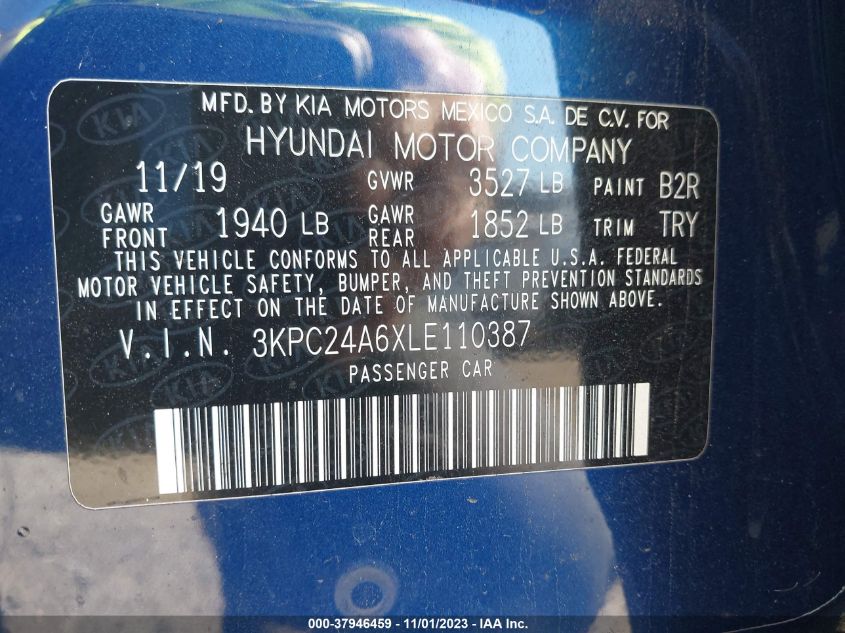 MFD. BY KIA MOTORS MEXICO S.A. DE C.V. FOR
HYUNDAI MOTOR COMPANY
11/19 GVWR 3527 LB PAINT B2R
GAWR FRONT 1940 LB GAWR REAR 1852 LB TRIM TRY
THIS VEHICLE CONFORMS TO ALL APPLICABLE U.S.A. FEDERAL
MOTOR VEHICLE SAFETY, BUMPER, AND THEFT PREVENTION STANDARDS
IN EFFECT ON THE DATE OF MANUFACTURE SHOWN ABOVE.
V.I.N. 3KPC24A6XLE110387
PASSENGER CAR
000-37946459 - 11/01/2023 - IAA Inc.